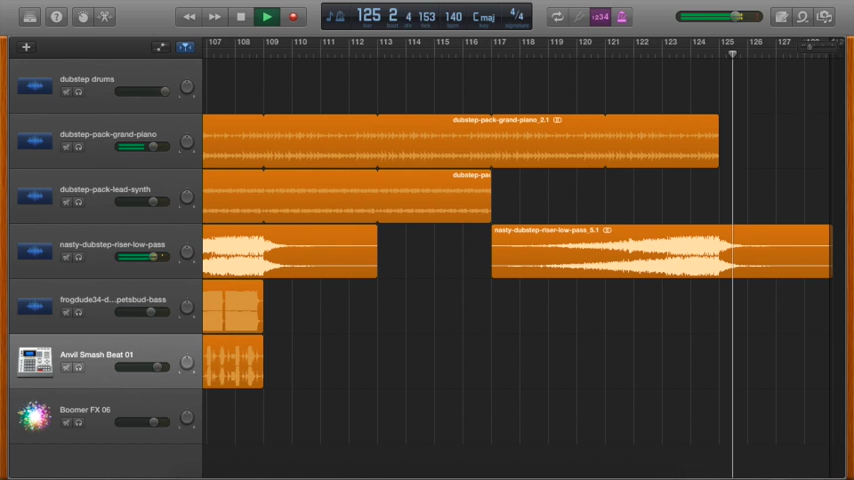 125 2 4 153 140 C maj 4/4
bar beat div tick bpm key signature
1234
107 108 109 110 111 112 113 114 115 116 117 118 119 120 121 122 123 124 125 126 127
dubstep drums
dubstep-pack-grand-piano
dubstep-pack-grand-piano_2.1
dubstep-pack-lead-synth
dubstep-pac
nasty-dubstep-riser-low-pass
nasty-dubstep-riser-low-pass_5.1
frogdude34-d...petsbud-bass
Anvil Smash Beat 01
Boomer FX 06